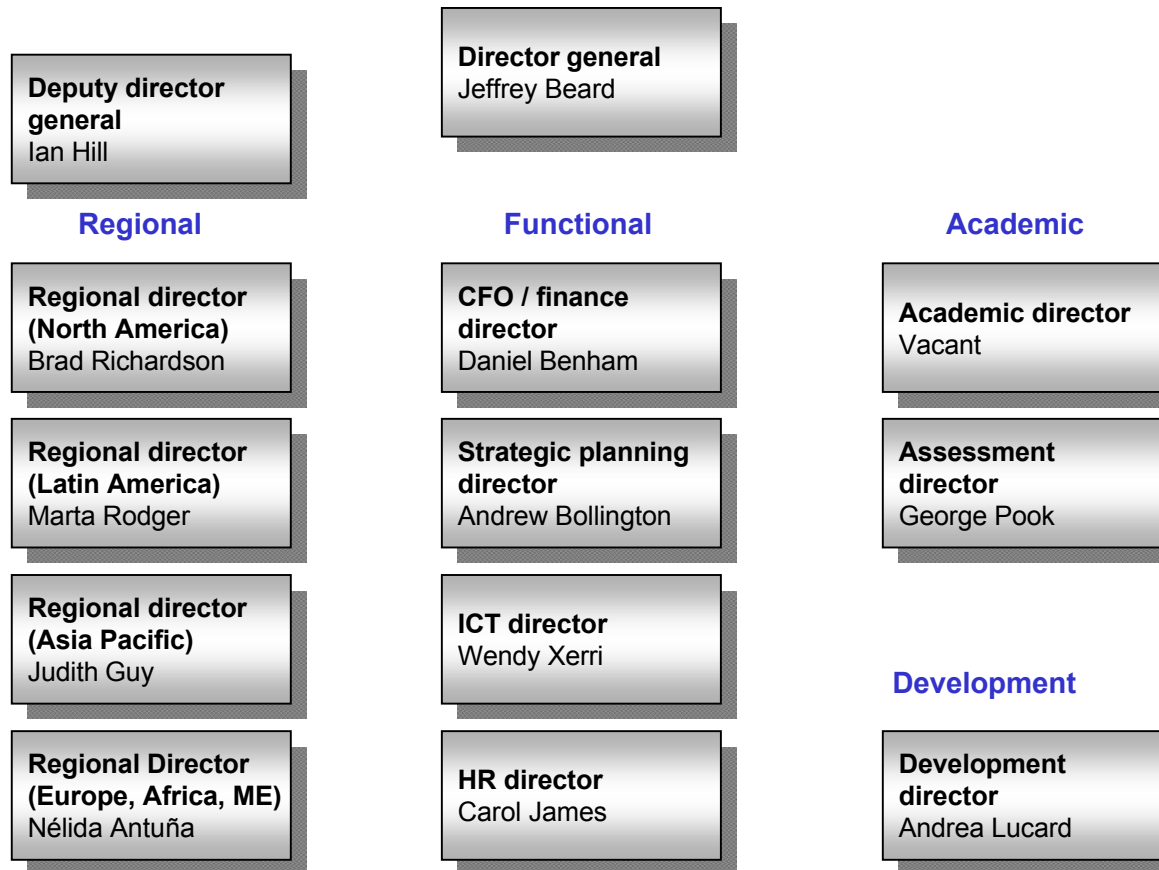 Director general
Jeffrey Beard
Deputy director
general
Ian Hill
Regional
Regional director
(North America)
Brad Richardson
Regional director
(Latin America)
Marta Rodger
Regional director
(Asia Pacific)
Judith Guy
Regional Director
(Europe, Africa, ME)
Nélida Antuña
Functional
CFO / finance
director
Daniel Benham
Strategic planning
director
Andrew Bollington
ICT director
Wendy Xerri
HR director
Carol James
Academic
Academic director
Vacant
Assessment
director
George Pook
Development
Development
director
Andrea Lucard